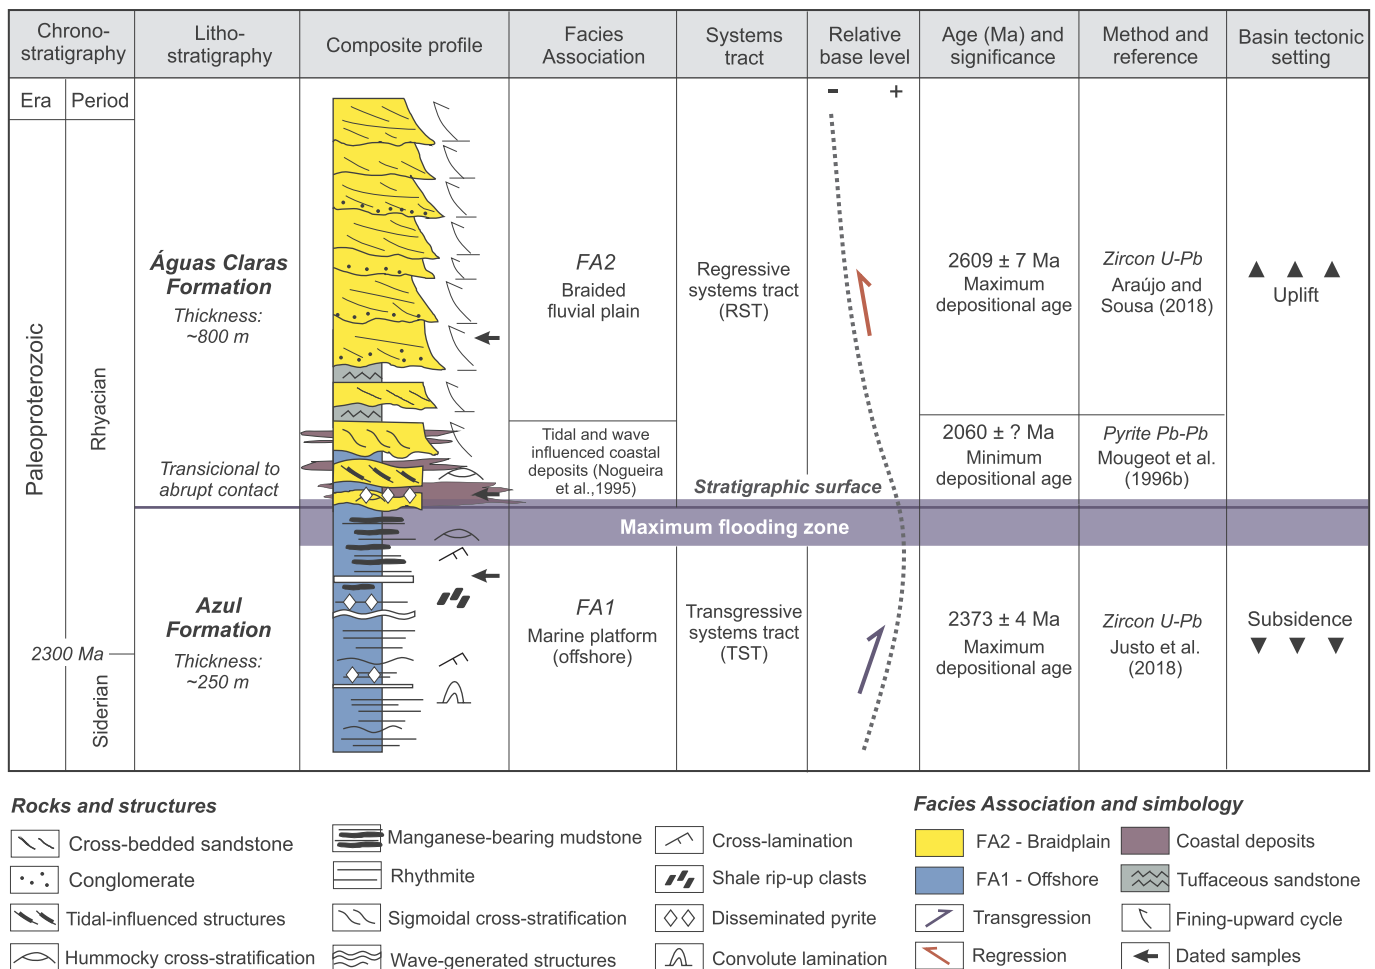 Chrono-
stratigraphy
Litho-
stratigraphy
Composite profile
Facies
Association
Systems
tract
Relative
base level
Age (Ma) and
significance
Method and
reference
Basin tectonic
setting
Era
Period
- +
Paleoproterozoic
Rhyacian
2300 Ma
Siderian
Águas Claras
Formation
Thickness:
~800 m
Transicional to
abrupt contact
Azul
Formation
Thickness:
~250 m
FA2
Braided
fluvial plain
Tidal and wave
influenced coastal
deposits (Nogueira
et al.,1995)
FA1
Marine platform
(offshore)
Regressive
systems tract
(RST)
Stratigraphic surface
Maximum flooding zone
Transgressive
systems tract
(TST)
2609 ± 7 Ma
Maximum
depositional age
2060 ± ? Ma
Minimum
depositional age
2373 ± 4 Ma
Maximum
depositional age
Zircon U-Pb
Araújo and
Sousa (2018)
Pyrite Pb-Pb
Mougeot et al.
(1996b)
Zircon U-Pb
Justo et al.
(2018)
Uplift
Subsidence
Rocks and structures
Cross-bedded sandstone
Conglomerate
Tidal-influenced structures
Hummocky cross-stratification
Manganese-bearing mudstone
Rhythmite
Sigmoidal cross-stratification
Wave-generated structures
Cross-lamination
Shale rip-up clasts
Disseminated pyrite
Convolute lamination
Facies Association and simbology
FA2 - Braidplain
FA1 - Offshore
Transgression
Regression
Coastal deposits
Tuffaceous sandstone
Fining-upward cycle
Dated samples